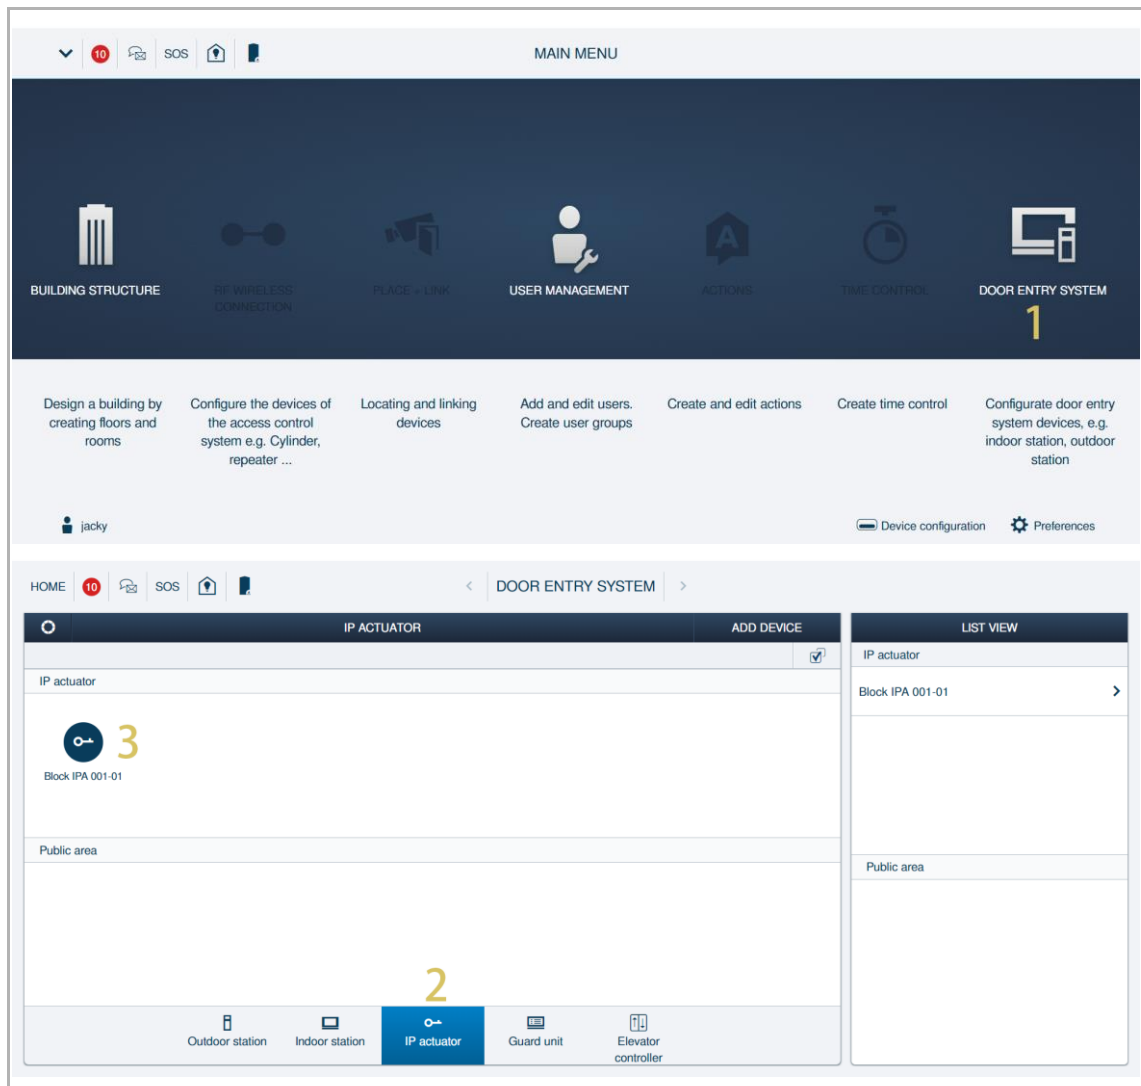 10 SOS MAIN MENU
BUILDING STRUCTURE
RF WIRELESS
CONNECTION
PLACE + LINK
USER MANAGEMENT
ACTIONS
TIME CONTROL
DOOR ENTRY SYSTEM
1
Design a building by
creating floors and
rooms
Configure the devices of
the access control
system e.g. Cylinder,
repeater ...
Locating and linking
devices
Add and edit users.
Create user groups
Create and edit actions
Create time control
Configurate door entry
system devices, e.g.
indoor station, outdoor
station
jacky
Device configuration
Preferences
HOME 10 SOS < DOOR ENTRY SYSTEM >
IP ACTUATOR
ADD DEVICE
IP actuator
3
Block IPA 001-01
Public area
2
Outdoor station
Indoor station
IP actuator
Guard unit
Elevator
controller
LIST VIEW
IP actuator
Block IPA 001-01
Public area